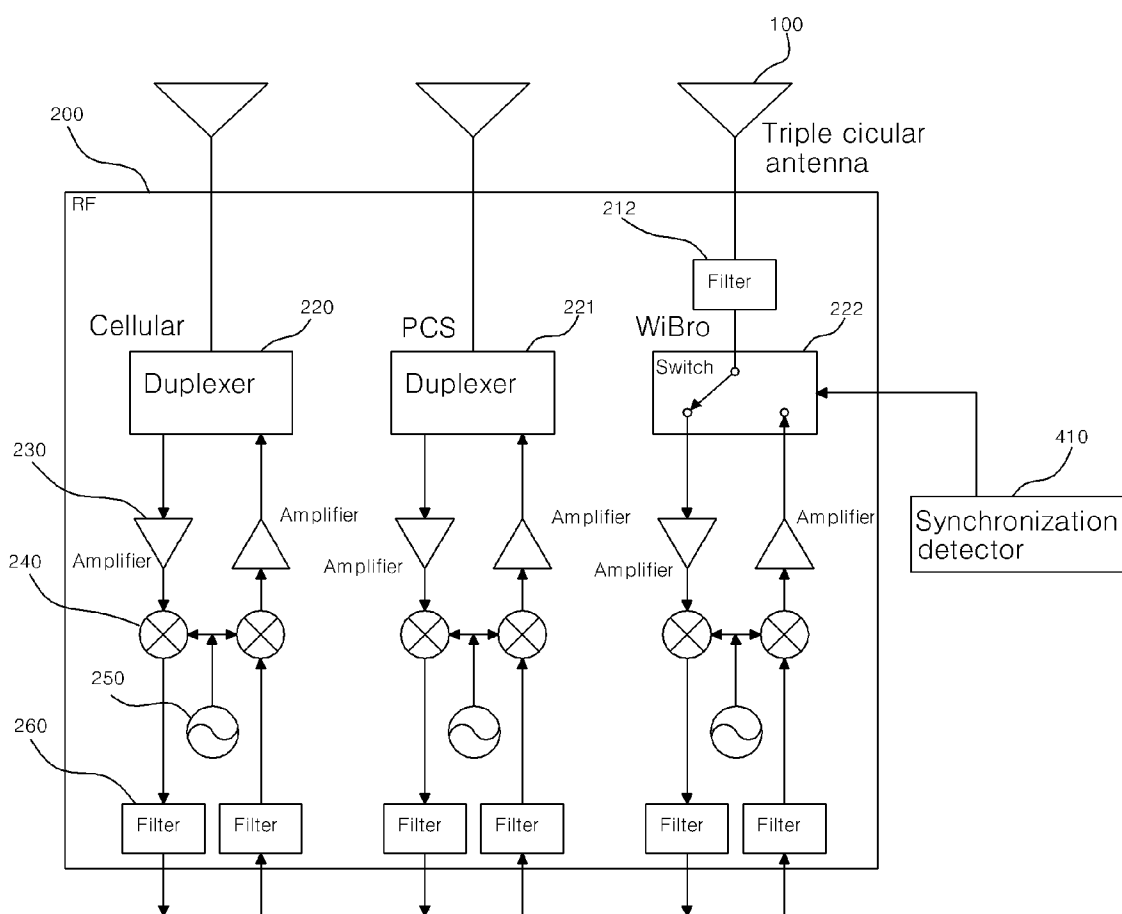 100
200
Triple cicular
antenna
RF
212
Filter
Cellular
220
PCS
221
WiBro
222
Duplexer
Duplexer
Switch
230
410
Amplifier
Amplifier
Amplifier
Synchronization
detector
Amplifier
Amplifier
Amplifier
240
250
260
Filter
Filter
Filter
Filter
Filter
Filter